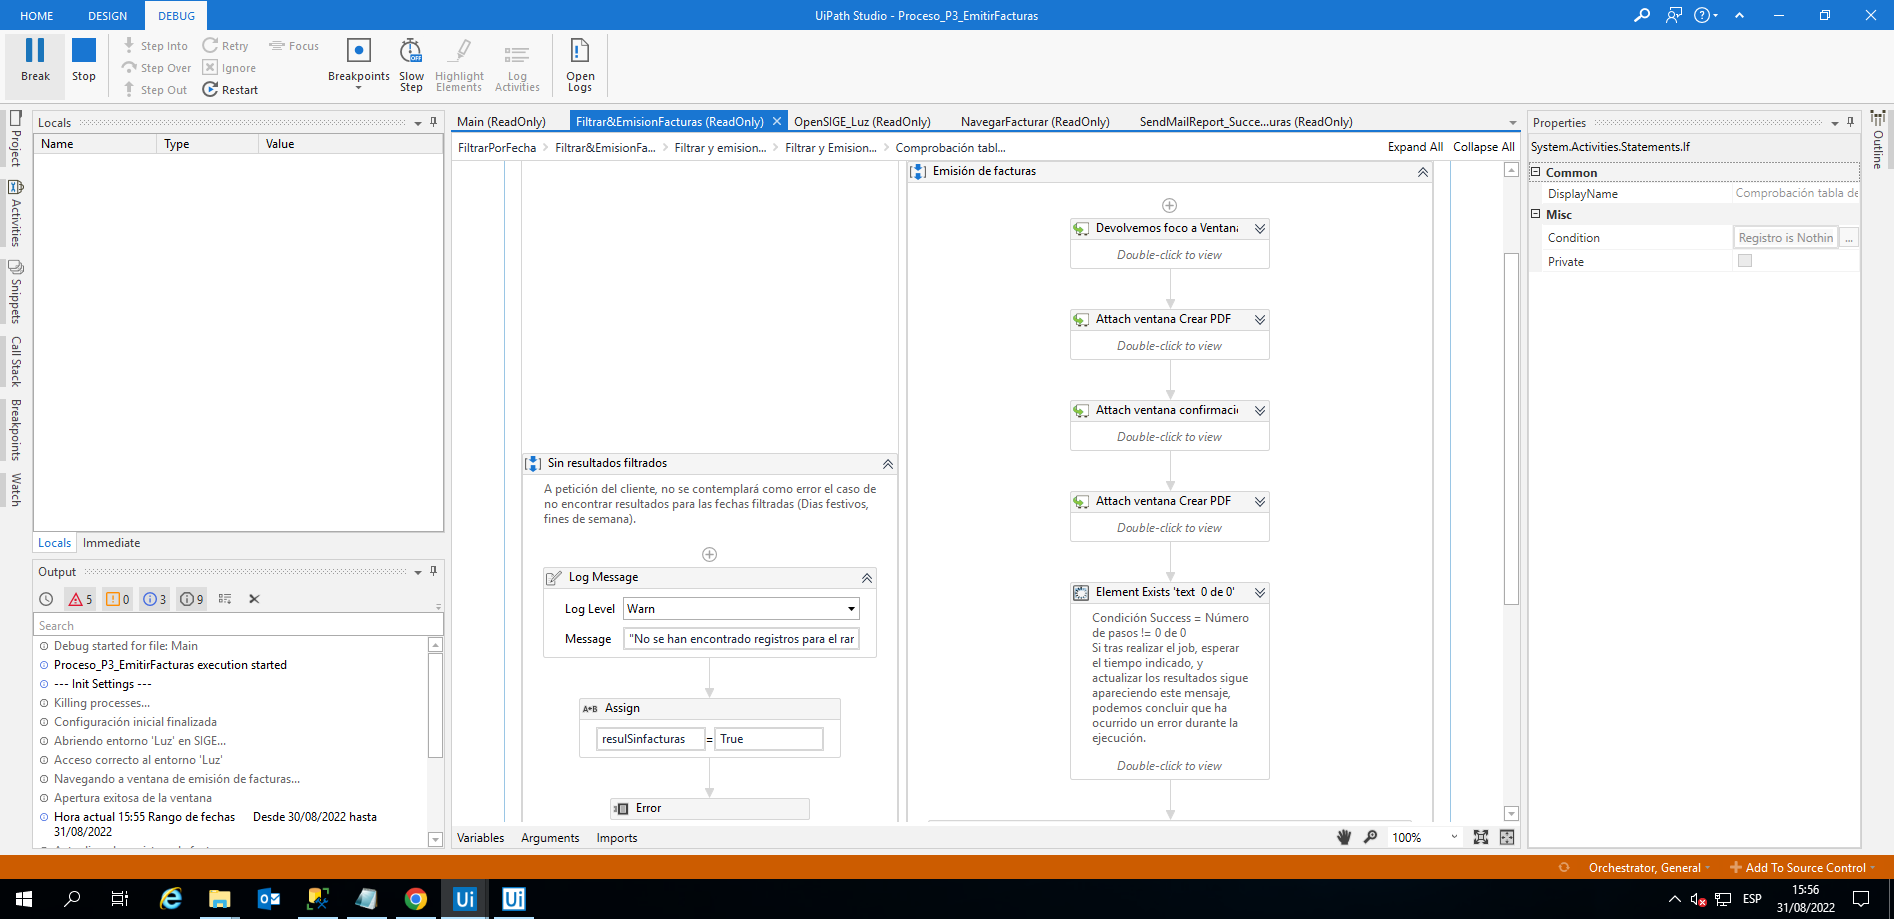 HOME
DESIGN
DEBUG
UiPath Studio - Proceso_P3_EmitirFacturas
Break
Stop
Step Into
Step Over
Step Out
Retry
Ignore
Restart
Focus
Breakpoints
Slow
Step
OFF
Highlight
Elements
Log
Activities
Open
Logs
Project
Activities
Snippets
Call Stack
Breakpoints
Watch
Locals
Name Type Value
Locals Immediate
Output
5 0 3 9
Search
Debug started for file: Main
Proceso_P3_EmitirFacturas execution started
--- Init Settings ---
Killing processes...
Configuración inicial finalizada
Abriendo entorno 'Luz' en SIGE...
Acceso correcto al entorno 'Luz'
Navegando a ventana de emisión de facturas...
Apertura exitosa de la ventana
Hora actual 15:55 Rango de fechas Desde 30/08/2022 hasta
31/08/2022
Main (ReadOnly)
Filtrar&EmisionFacturas (ReadOnly)
OpenSIGE_Luz (ReadOnly)
NavegarFacturar (ReadOnly)
SendMailReport_Succe...uras (ReadOnly)
FiltrarPorFecha
Filtrar&EmisionFa...
Filtrar y emision...
Filtrar y Emision...
Comprobación tabl...
Expand All Collapse All
Sin resultados filtrados
A petición del cliente, no se contemplará como error el caso de
no encontrar resultados para las fechas filtradas (Dias festivos,
fines de semana).
Log Message
Log Level Warn
Message "No se han encontrado registros para el rar
A+B Assign
resulSinfacturas = True
Error
Emisión de facturas
Devolvemos foco a Ventana
Double-click to view
Attach ventana Crear PDF
Double-click to view
Attach ventana confirmaci
Double-click to view
Attach ventana Crear PDF
Double-click to view
Element Exists 'text 0 de 0'
Condición Success = Número
de pasos != 0 de 0
Si tras realizar el job, esperar
el tiempo indicado, y
actualizar los resultados sigue
apareciendo este mensaje,
podemos concluir que ha
ocurrido un error durante la
ejecución.
Double-click to view
Variables Arguments Imports
100%
Properties
System.Activities.Statements.If
Common
DisplayName Comprobación tabla de
Misc
Condition Registro is Nothin ...
Private
Outline
Orchestrator, General
Add To Source Control
Ui
Ui
ESP
15:56
31/08/2022